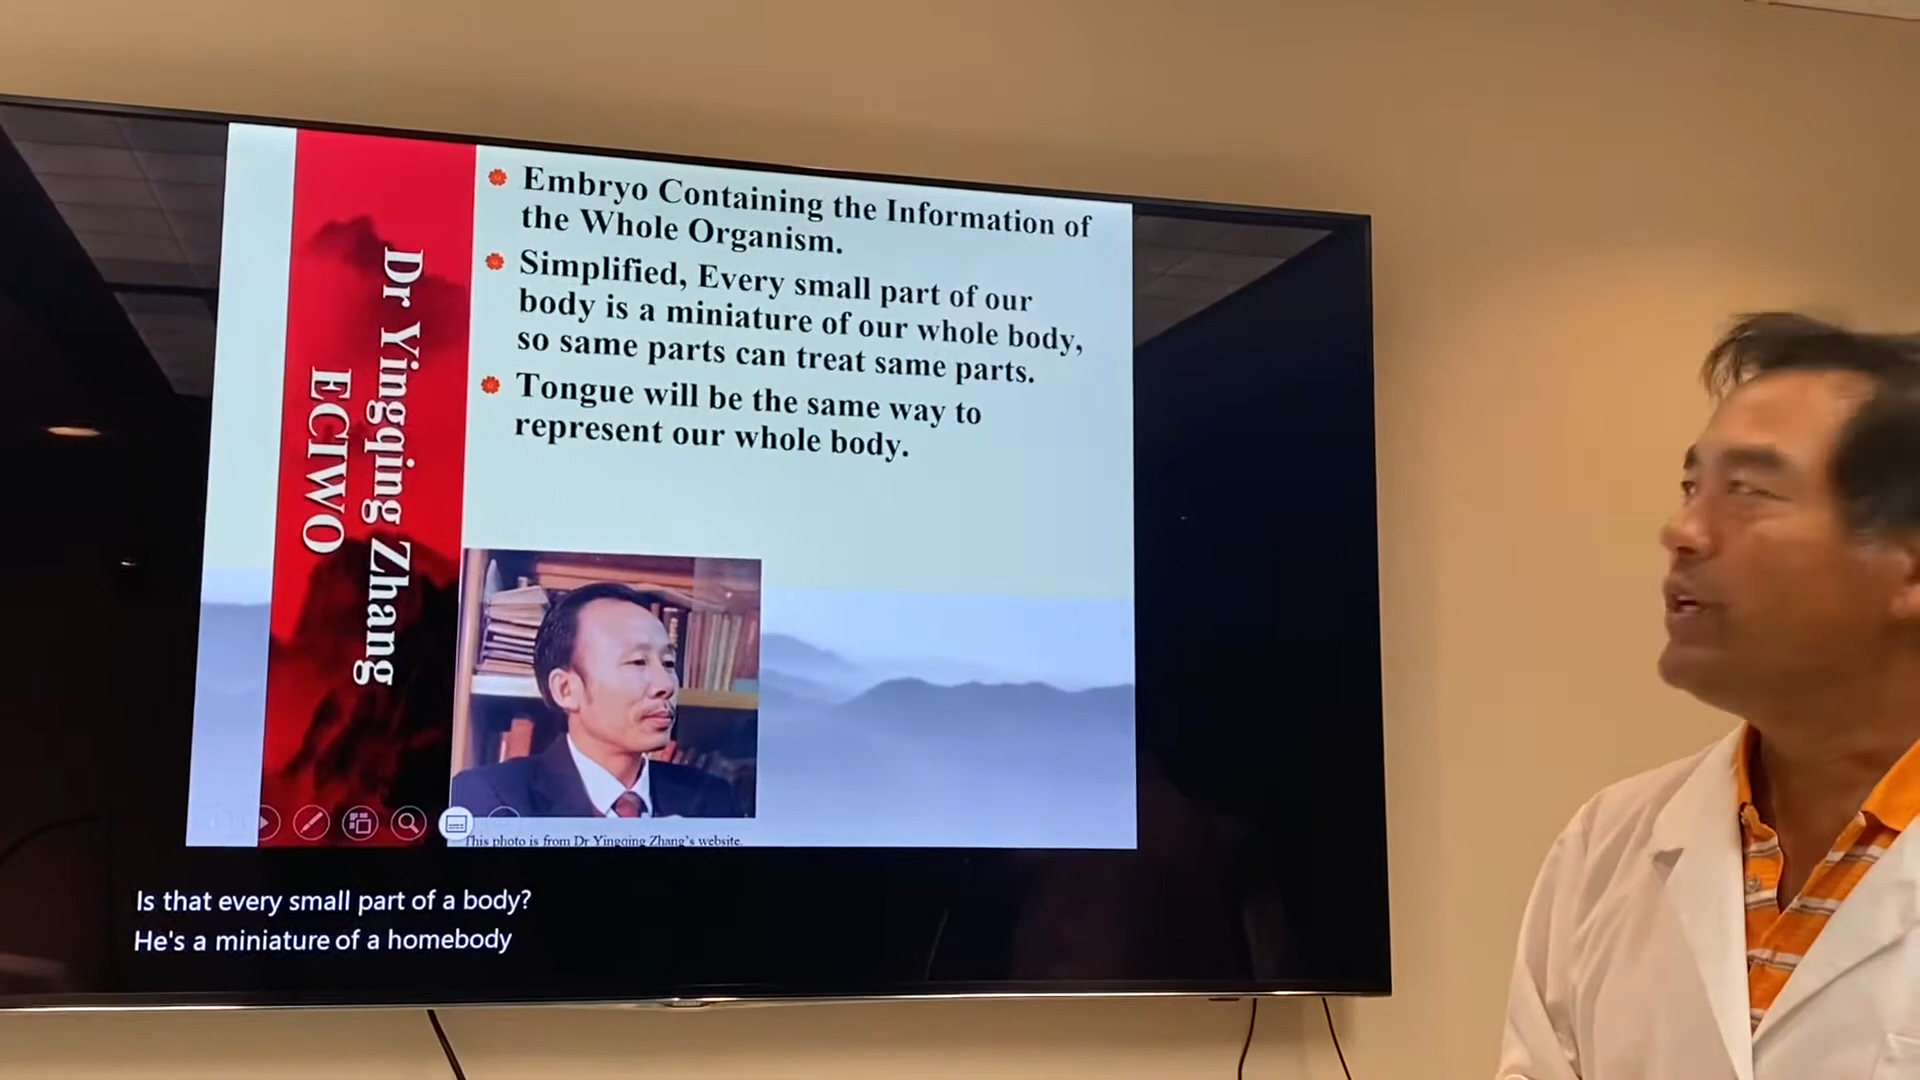 Dr Yingqing Zhang
ECIWO
Embryo Containing the Information of
the Whole Organism.
Simplified, Every small part of our
body is a miniature of our whole body,
so same parts can treat same parts.
Tongue will be the same way to
represent our whole body.
This photo is from Dr Yingqing Zhang's website.
Is that every small part of a body?
He's a miniature of a homebody